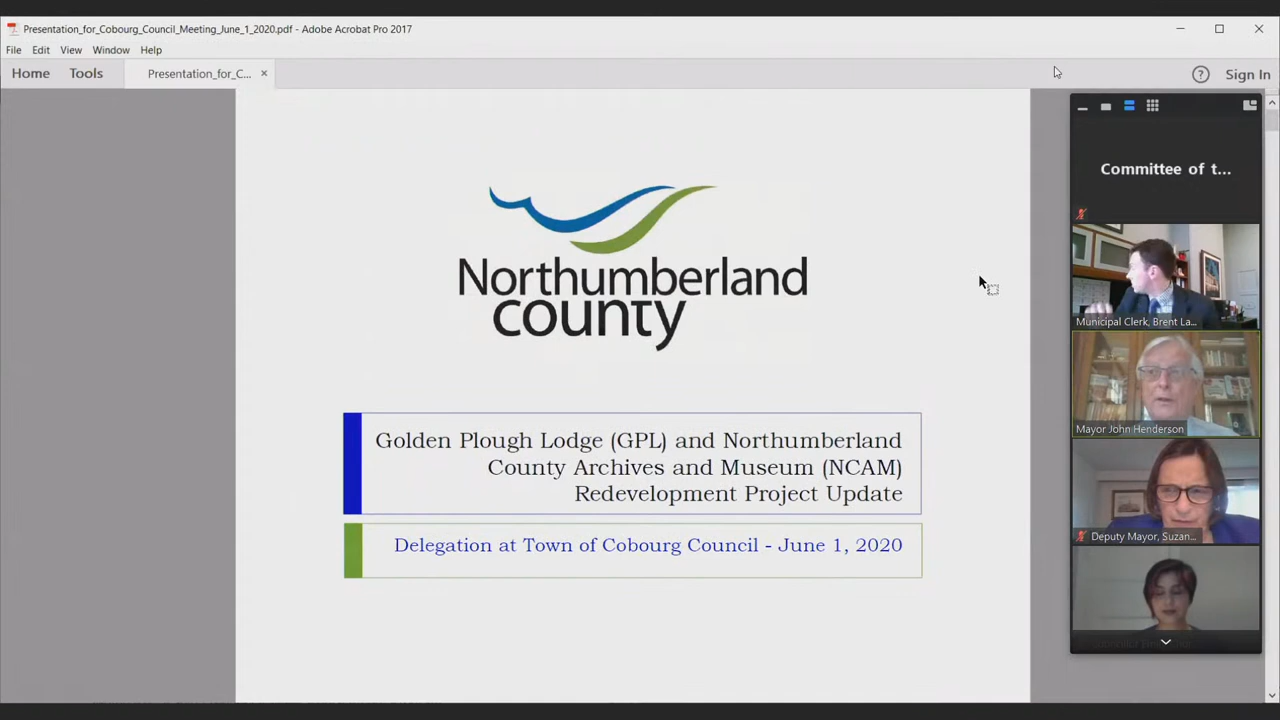 Presentation_for_Cobourg_Council_Meeting_June_1_2020.pdf - Adobe Acrobat Pro 2017
File Edit View Window Help
Home Tools Presentation_for_C... × ? Sign In
Committee of t...
Municipal Clerk, Brent La...
Mayor John Henderson
Deputy Mayor, Suzan...
Northumberland
county
Golden Plough Lodge (GPL) and Northumberland
County Archives and Museum (NCAM)
Redevelopment Project Update
Delegation at Town of Cobourg Council - June 1, 2020